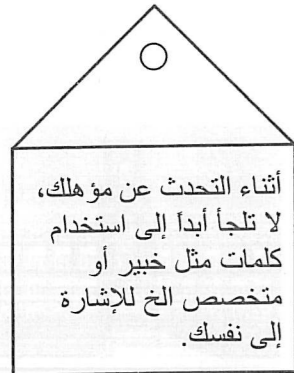 أثناء التحدث عن مؤهلك،
لا تلجأ أبداً إلى استخدام
كلمات مثل خبير أو
متخصص الخ للإشارة
إلى نفسك.